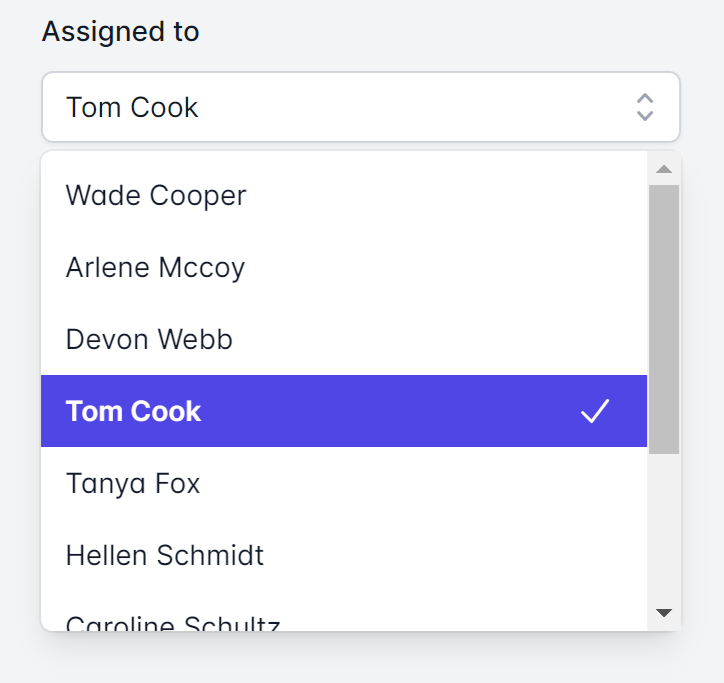 Assigned to
Tom Cook
Wade Cooper
Arlene Mccoy
Devon Webb
Tom Cook
Tanya Fox
Hellen Schmidt
Caroline Schultz